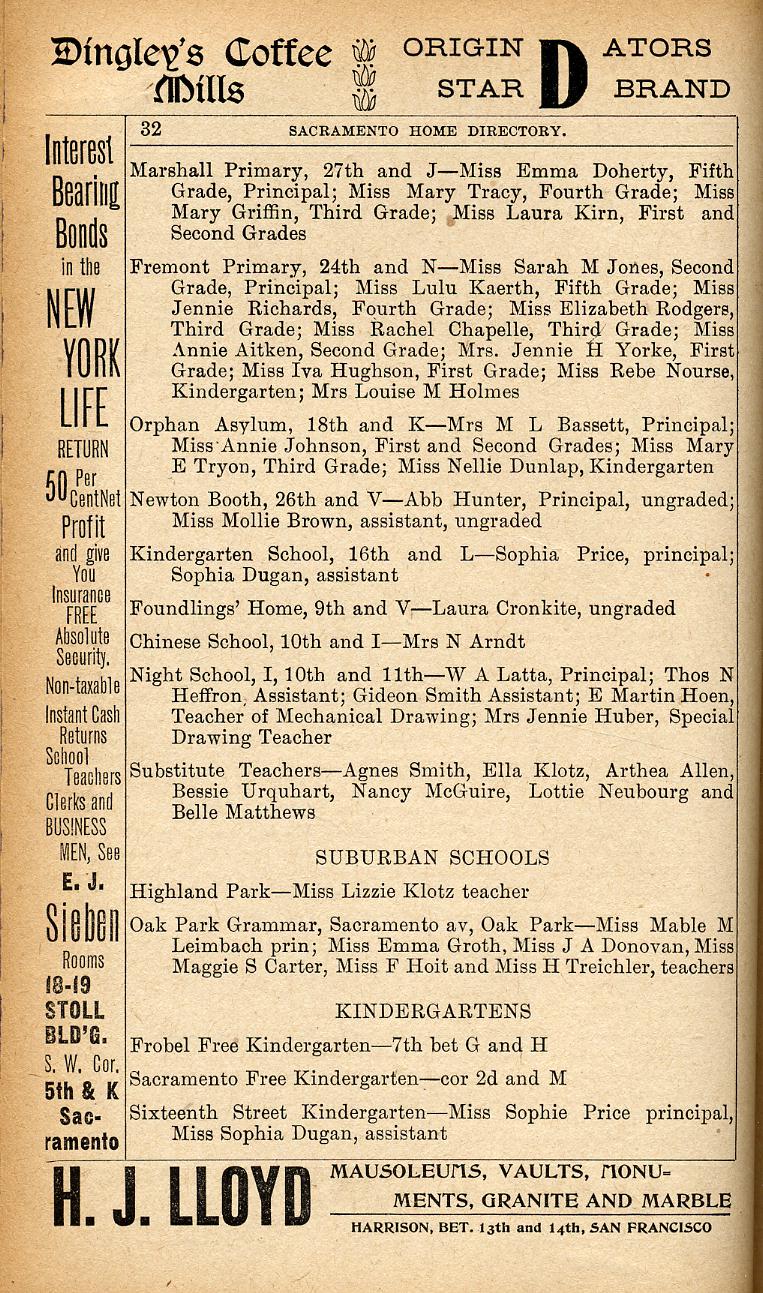 Dingley's Coffee
Mills
ORIGIN D ATORS
STAR BRAND
Interest
Bearing
Bonds
in the
NEW
YORK
LIFE
RETURN
50 Per
Cent Net
Profit
and give
You
Insurance
FREE
Absolute
Security.
Non-taxable
Instant Cash
Returns
School
Teachers
Clerks and
BUSINESS
MEN, See
E. J.
Sieben
Rooms
18-19
STOLL
BLD'G.
S. W. Cor.
5th & K
Sac-
ramento
32 SACRAMENTO HOME DIRECTORY.
Marshall Primary, 27th and J—Miss Emma Doherty, Fifth
Grade, Principal; Miss Mary Tracy, Fourth Grade; Miss
Mary Griffin, Third Grade; Miss Laura Kirn, First and
Second Grades
Fremont Primary, 24th and N—Miss Sarah M Jones, Second
Grade, Principal; Miss Lulu Kaerth, Fifth Grade; Miss
Jennie Richards, Fourth Grade; Miss Elizabeth Rodgers,
Third Grade; Miss Rachel Chapelle, Third Grade; Miss
Annie Aitken, Second Grade; Mrs. Jennie H Yorke, First
Grade; Miss Iva Hughson, First Grade; Miss Rebe Nourse,
Kindergarten; Mrs Louise M Holmes
Orphan Asylum, 18th and K—Mrs M L Bassett, Principal;
Miss Annie Johnson, First and Second Grades; Miss Mary
E Tryon, Third Grade; Miss Nellie Dunlap, Kindergarten
Newton Booth, 26th and V—Abb Hunter, Principal, ungraded;
Miss Mollie Brown, assistant, ungraded
Kindergarten School, 16th and L—Sophia Price, principal;
Sophia Dugan, assistant
Foundlings' Home, 9th and V—Laura Cronkite, ungraded
Chinese School, 10th and I—Mrs N Arndt
Night School, I, 10th and 11th—W A Latta, Principal; Thos N
Heffron, Assistant; Gideon Smith Assistant; E Martin Hoen,
Teacher of Mechanical Drawing; Mrs Jennie Huber, Special
Drawing Teacher
Substitute Teachers—Agnes Smith, Ella Klotz, Arthea Allen,
Bessie Urquhart, Nancy McGuire, Lottie Neubourg and
Belle Matthews
SUBURBAN SCHOOLS
Highland Park—Miss Lizzie Klotz teacher
Oak Park Grammar, Sacramento av, Oak Park—Miss Mable M
Leimbach prin; Miss Emma Groth, Miss J A Donovan, Miss
Maggie S Carter, Miss F Hoit and Miss H Treichler, teachers
KINDERGARTENS
Frobel Free Kindergarten—7th bet G and H
Sacramento Free Kindergarten—cor 2d and M
Sixteenth Street Kindergarten—Miss Sophie Price principal,
Miss Sophia Dugan, assistant
H. J. LLOYD
MAUSOLEUMS, VAULTS, MONU-
MENTS, GRANITE AND MARBLE
HARRISON, BET. 13th and 14th, SAN FRANCISCO